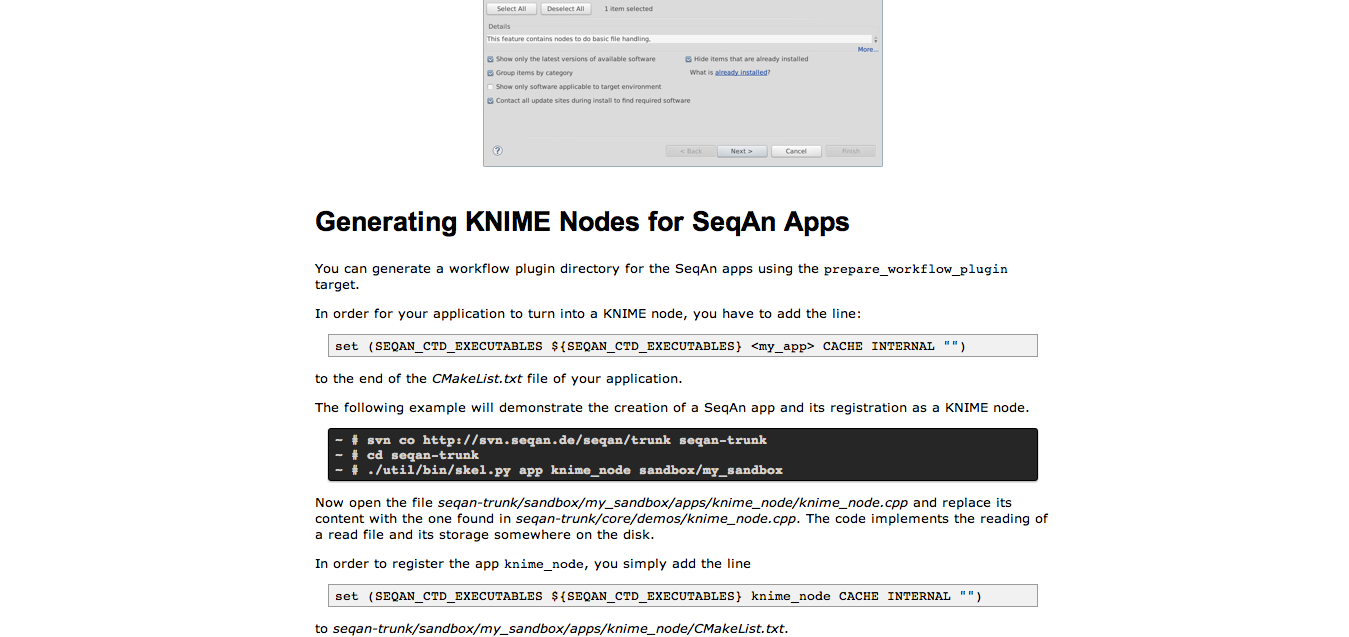 Select All Deselect All 1 item selected
Details
This feature contains nodes to do basic file handling.
More...
Show only the latest versions of available software Hide items that are already installed
Group items by category What is already installed?
Show only software applicable to target environment
Contact all update sites during install to find required software
? < Back Next > Cancel Finish
Generating KNIME Nodes for SeqAn Apps
You can generate a workflow plugin directory for the SeqAn apps using the prepare_workflow_plugin
target.
In order for your application to turn into a KNIME node, you have to add the line:
set (SEQAN_CTD_EXECUTABLES ${SEQAN_CTD_EXECUTABLES} <my_app> CACHE INTERNAL "")
to the end of the CMakeList.txt file of your application.
The following example will demonstrate the creation of a SeqAn app and its registration as a KNIME node.
~ # svn co http://svn.seqan.de/seqan/trunk seqan-trunk
~ # cd seqan-trunk
~ # ./util/bin/skel.py app knime_node sandbox/my_sandbox
Now open the file seqan-trunk/sandbox/my_sandbox/apps/knime_node/knime_node.cpp and replace its
content with the one found in seqan-trunk/core/demos/knime_node.cpp. The code implements the reading of
a read file and its storage somewhere on the disk.
In order to register the app knime_node, you simply add the line
set (SEQAN_CTD_EXECUTABLES ${SEQAN_CTD_EXECUTABLES} knime_node CACHE INTERNAL "")
to seqan-trunk/sandbox/my_sandbox/apps/knime_node/CMakeList.txt.